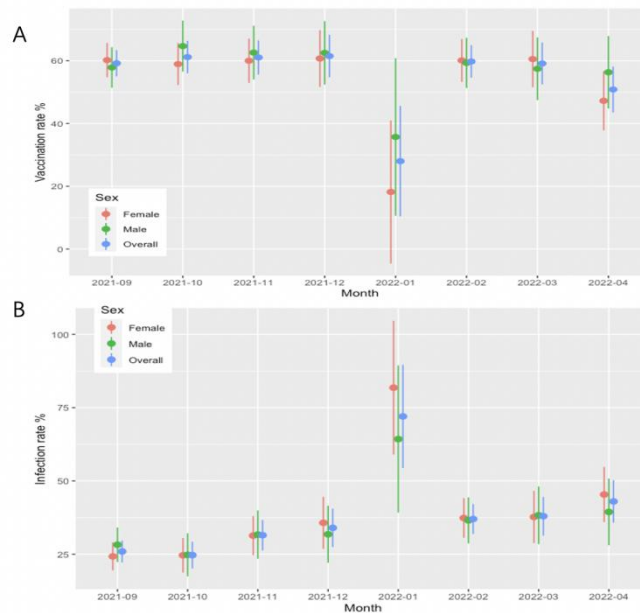 A
Vaccination rate %
60
40
20
0
Sex
Female
Male
Overall
2021-09 2021-10 2021-11 2021-12 2022-01 2022-02 2022-03 2022-04
Month
B
Infection rate %
100
75
50
25
Sex
Female
Male
Overall
2021-09 2021-10 2021-11 2021-12 2022-01 2022-02 2022-03 2022-04
Month